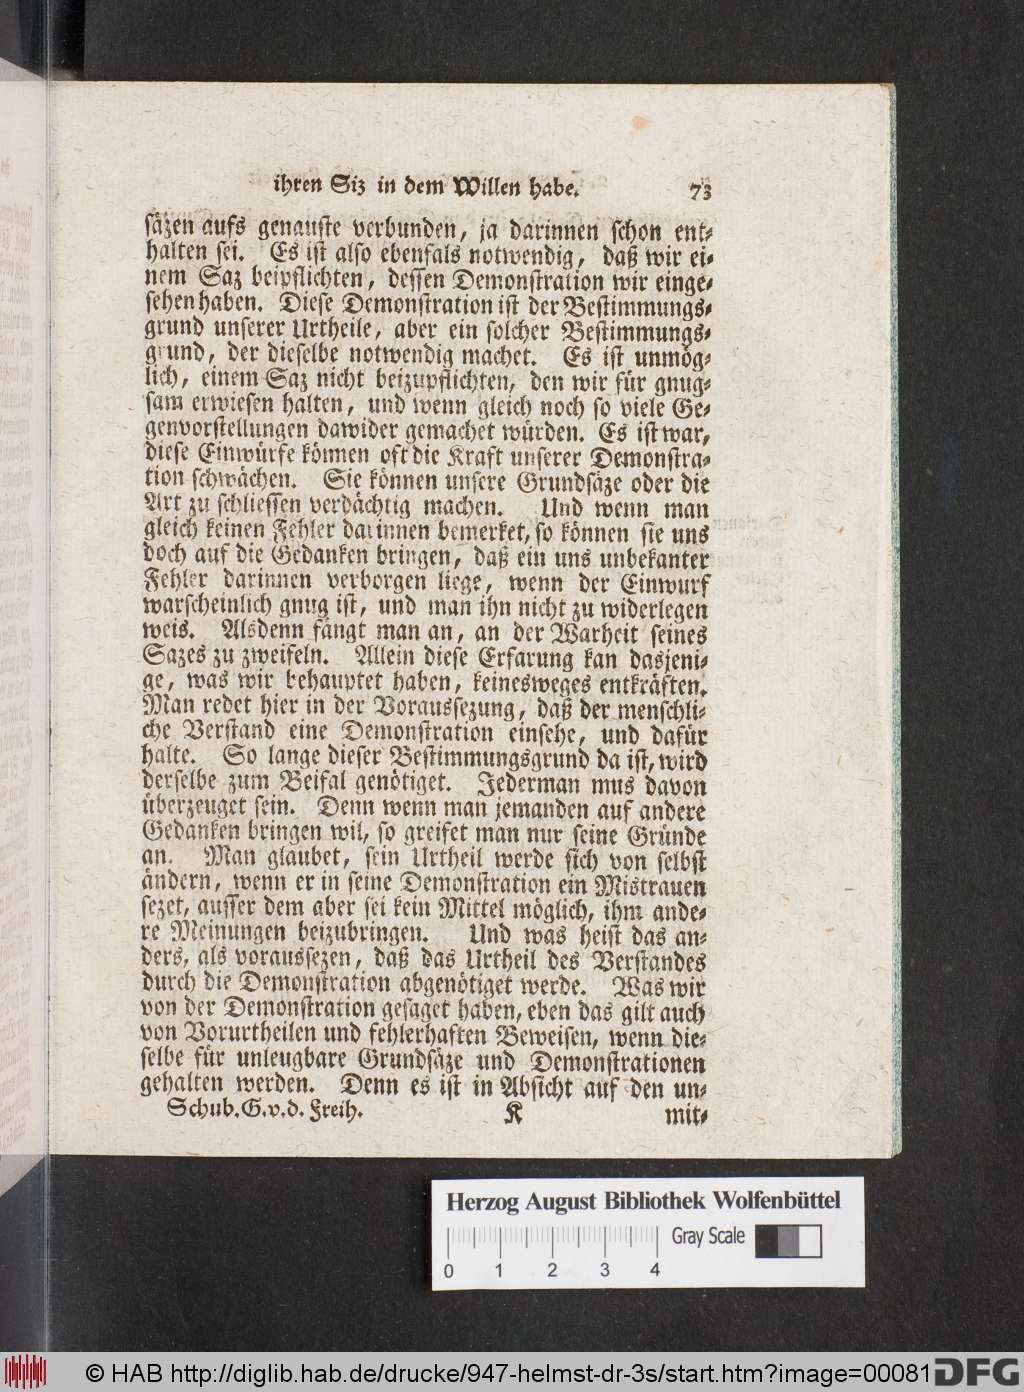 ihren Siz in dem Willen habe. 73
säzen aufs genauste verbunden, ja darinnen schon ent-
halten sei. Es ist also ebenfals notwendig, daß wir ei-
nem Saz beipflichten, dessen Demonstration wir einge-
sehen haben. Diese Demonstration ist der Bestimmungs-
grund unserer Urtheile, aber ein solcher Bestimmungs-
grund, der dieselbe notwendig machet. Es ist unmög-
lich, einem Saz nicht beizupflichten, den wir für gnug-
sam erwiesen halten, und wenn gleich noch so viele Ge-
genvorstellungen dawider gemachet würden. Es ist war,
diese Einwürfe können oft die Kraft unserer Demonstra-
tion schwächen. Sie können unsere Grundsäze oder die
Art zu schliessen verdächtig machen. Und wenn man
gleich keinen Fehler darinnen bemerket, so können sie uns
doch auf die Gedanken bringen, daß ein uns unbekanter
Fehler darinnen verborgen liege, wenn der Einwurf
warscheinlich gnug ist, und man ihn nicht zu widerlegen
weis. Alsdenn fängt man an, an der Warheit seines
Sazes zu zweifeln. Allein diese Erfarung kan dasjeni-
ge, was wir behauptet haben, keinesweges entkräften.
Man redet hier in der Voraussezung, daß der menschli-
che Verstand eine Demonstration einsehe, und dafür
halte. So lange dieser Bestimmungsgrund da ist, wird
derselbe zum Beifal genötiget. Jederman mus davon
überzeuget sein. Denn wenn man jemanden auf andere
Gedanken bringen wil, so greifet man nur seine Gründe
an. Man glaubet, sein Urtheil werde sich von selbst
ändern, wenn er in seine Demonstration ein Mistrauen
sezet, ausser dem aber sei kein Mittel möglich, ihm ande-
re Meinungen beizubringen. Und was heist das an-
ders, als voraussezen, daß das Urtheil des Verstandes
durch die Demonstration abgenötiget werde. Was wir
von der Demonstration gesaget haben, eben das gilt auch
von Vorurtheilen und fehlerhaften Beweisen, wenn die-
selbe für unleugbare Grundsäze und Demonstrationen
gehalten werden. Denn es ist in Absicht auf den un-
Schub. G. v. d. Freih. K mit-
Herzog August Bibliothek Wolfenbüttel
Gray Scale
0 1 2 3 4
© HAB http://diglib.hab.de/drucke/947-helmst-dr-3s/start.htm?image=00081 DFG